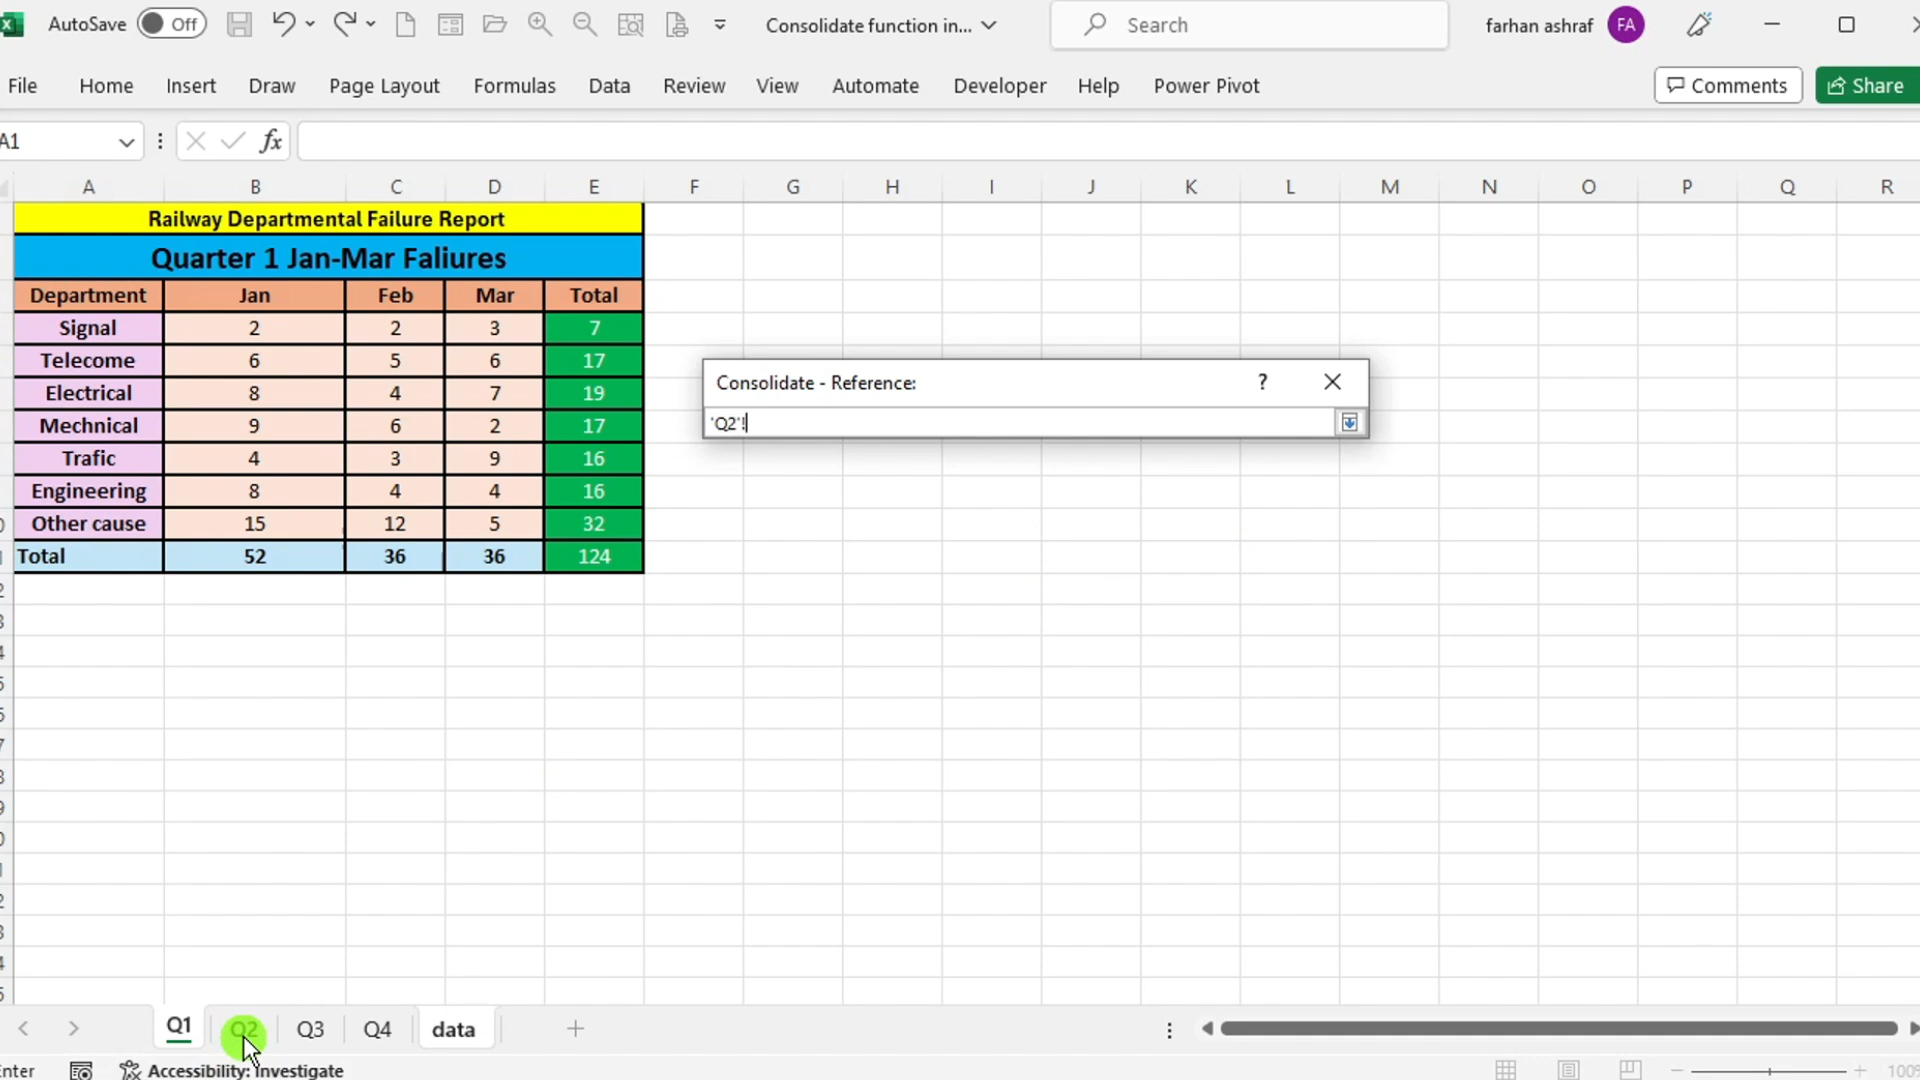 AutoSave Off Consolidate function in... Search farhan ashraf FA
File Home Insert Draw Page Layout Formulas Data Review View Automate Developer Help Power Pivot Comments Share
A1 fx
A B C D E F G H I J K L M N O P Q R
Railway Departmental Failure Report
Quarter 1 Jan-Mar Faliures
Department Jan Feb Mar Total
Signal 2 2 3 7
Telecome 6 5 6 17
Electrical 8 4 7 19
Mechnical 9 6 2 17
Trafic 4 3 9 16
Engineering 8 4 4 16
Other cause 15 12 5 32
Total 52 36 36 124
Consolidate - Reference: ?
'Q2'!
Q1 Q2 Q3 Q4 data
Accessibility: Investigate